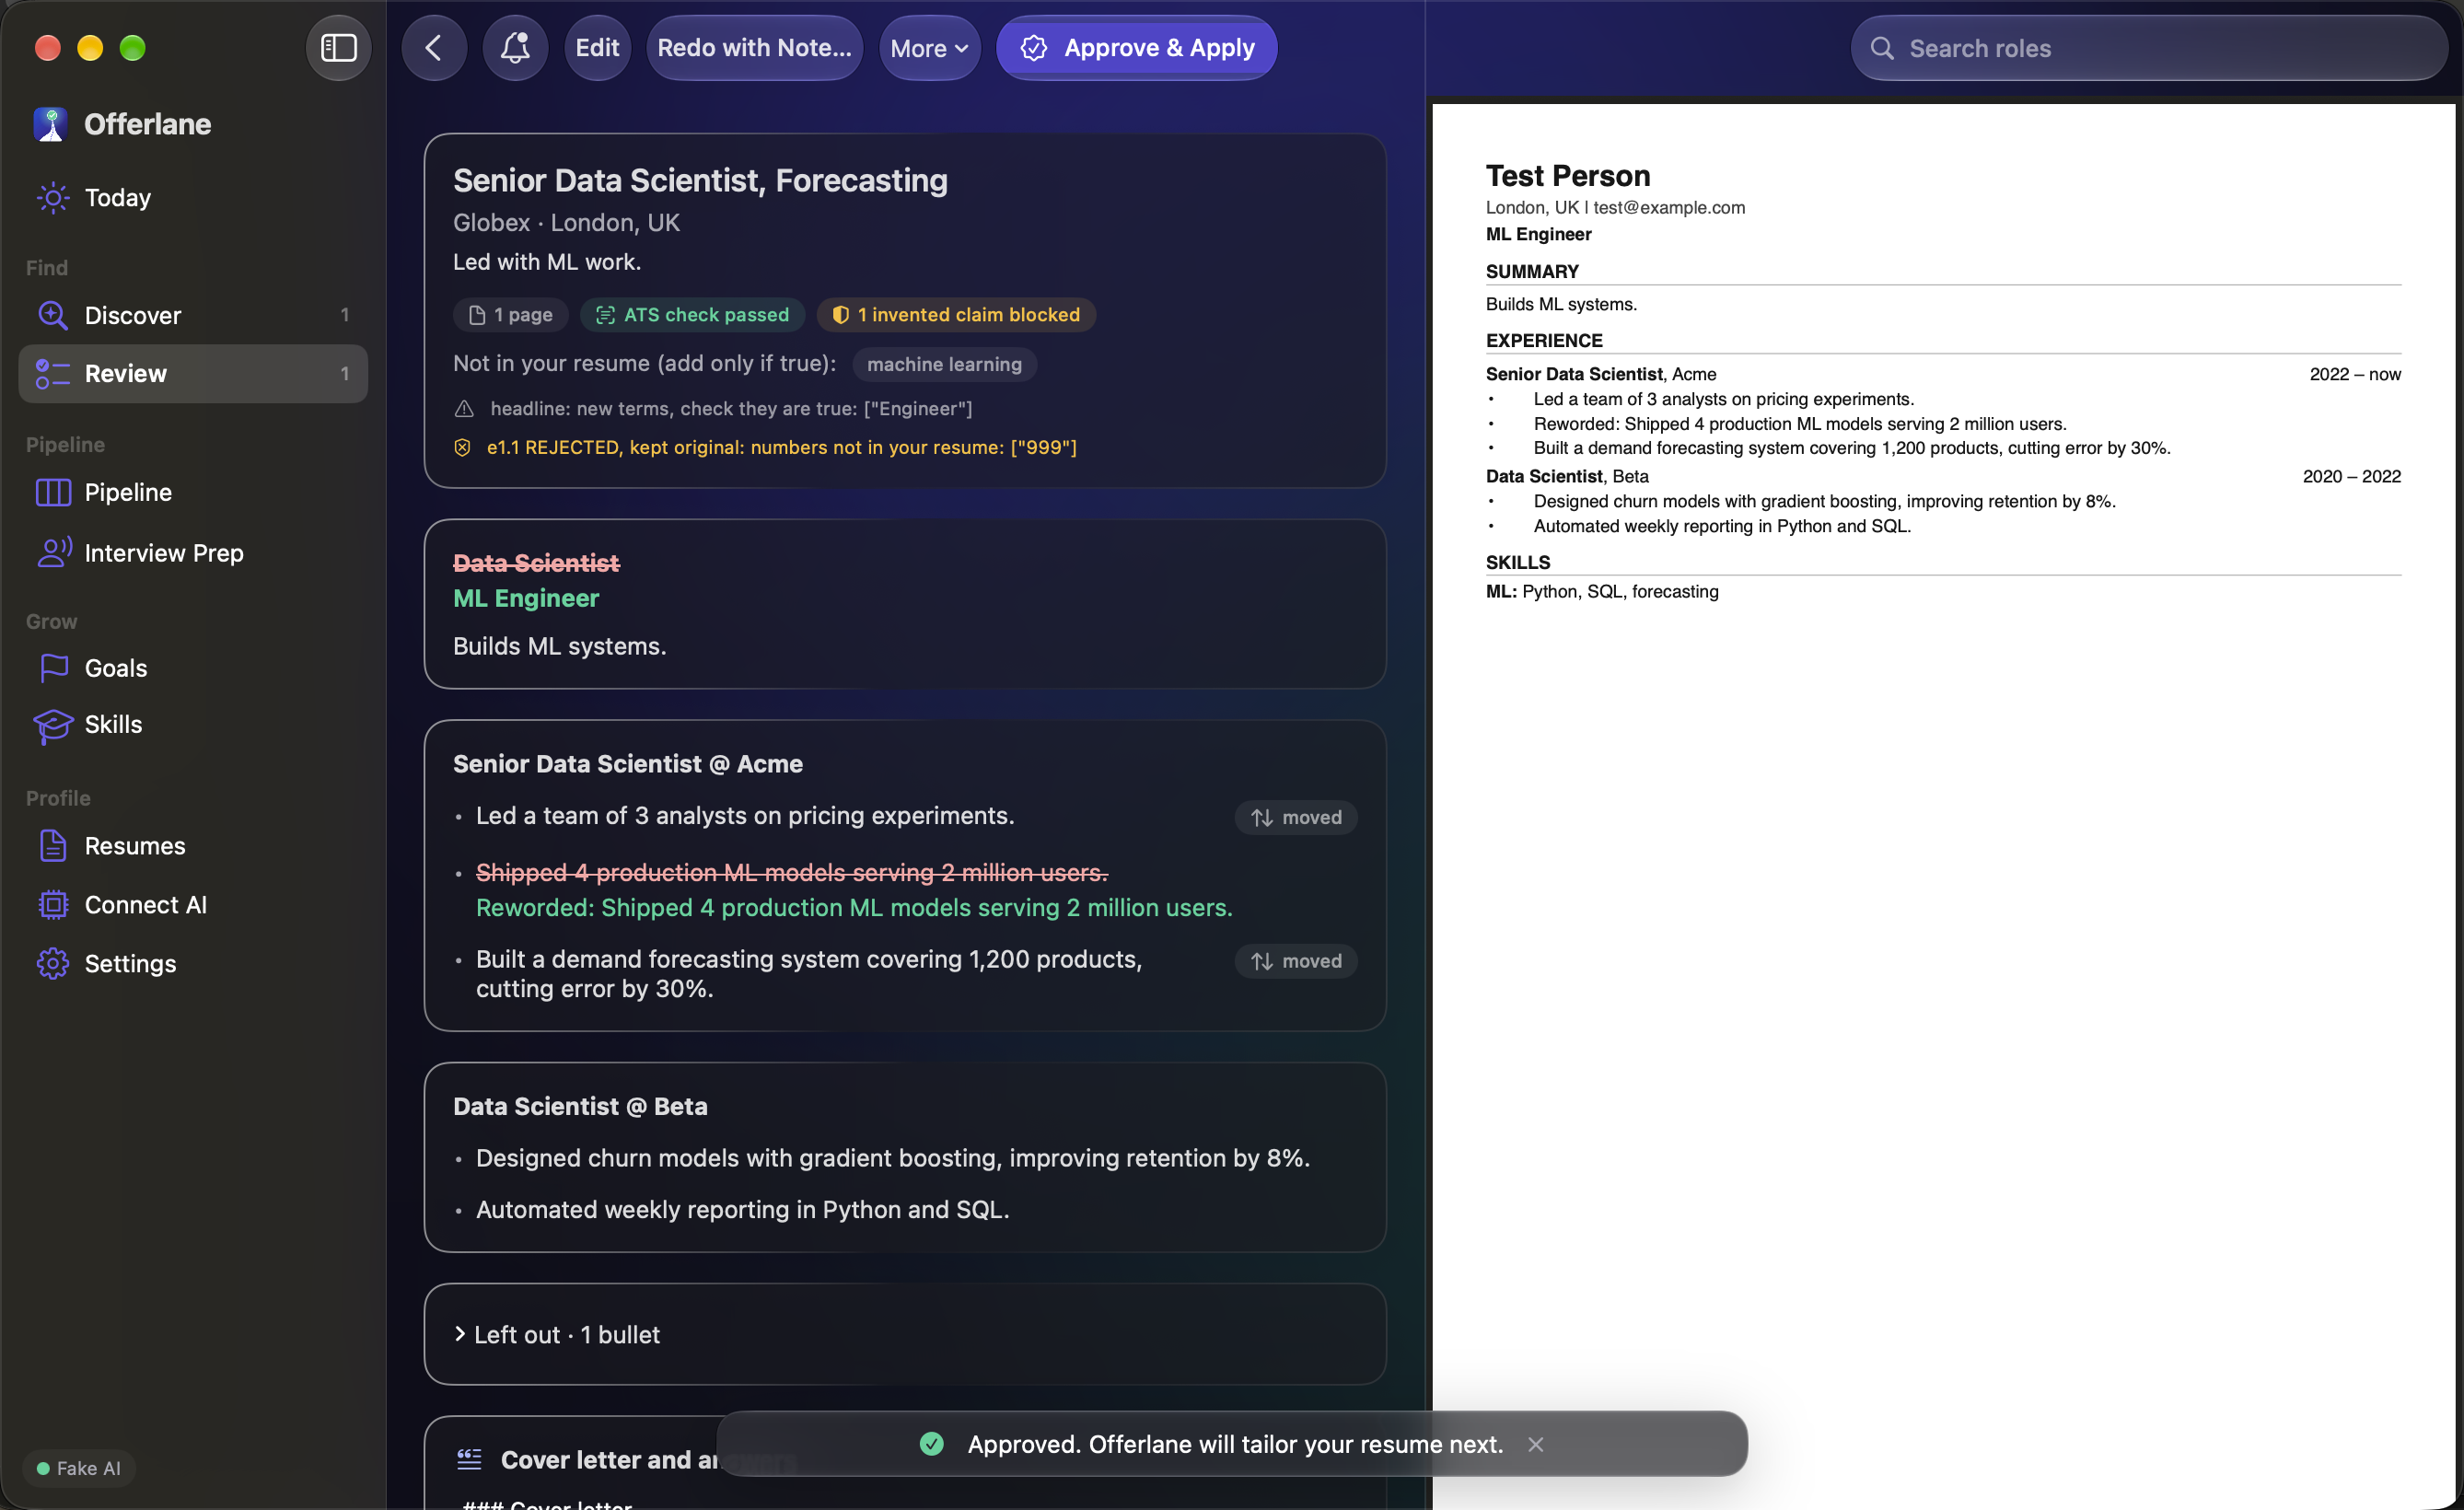 Edit
Redo with Note...
More
Approve & Apply
Search roles
Offerlane
Today
Find
Discover 1
Review 1
Pipeline
Pipeline
Interview Prep
Grow
Goals
Skills
Profile
Resumes
Connect AI
Settings
Fake AI
Senior Data Scientist, Forecasting
Globex · London, UK
Led with ML work.
1 page
ATS check passed
1 invented claim blocked
Not in your resume (add only if true): machine learning
headline: new terms, check they are true: ["Engineer"]
e1.1 REJECTED, kept original: numbers not in your resume: ["999"]
Data Scientist
ML Engineer
Builds ML systems.
Senior Data Scientist @ Acme
• Led a team of 3 analysts on pricing experiments. moved
• Shipped 4 production ML models serving 2 million users.
Reworded: Shipped 4 production ML models serving 2 million users.
• Built a demand forecasting system covering 1,200 products, moved
cutting error by 30%.
Data Scientist @ Beta
• Designed churn models with gradient boosting, improving retention by 8%.
• Automated weekly reporting in Python and SQL.
Left out · 1 bullet
Cover letter and answers
### Cover letter
Approved. Offerlane will tailor your resume next.
Test Person
London, UK | test@example.com
ML Engineer
SUMMARY
Builds ML systems.
EXPERIENCE
Senior Data Scientist, Acme 2022 – now
• Led a team of 3 analysts on pricing experiments.
• Reworded: Shipped 4 production ML models serving 2 million users.
• Built a demand forecasting system covering 1,200 products, cutting error by 30%.
Data Scientist, Beta 2020 – 2022
• Designed churn models with gradient boosting, improving retention by 8%.
• Automated weekly reporting in Python and SQL.
SKILLS
ML: Python, SQL, forecasting